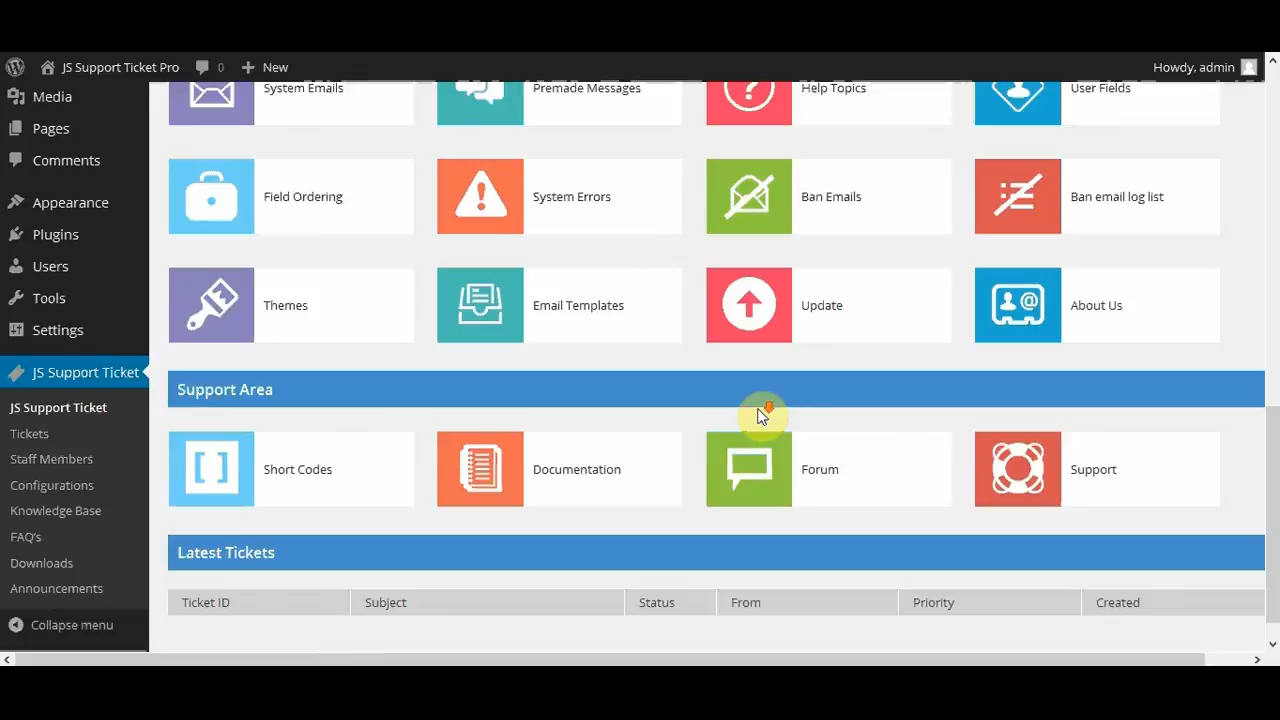 JS Support Ticket Pro 0 New Howdy, admin
Media
Pages
Comments
Appearance
Plugins
Users
Tools
Settings
JS Support Ticket
JS Support Ticket
Tickets
Staff Members
Configurations
Knowledge Base
FAQ's
Downloads
Announcements
Collapse menu
System Emails Premade Messages Help Topics User Fields
Field Ordering System Errors Ban Emails Ban email log list
Themes Email Templates Update About Us
Support Area
Short Codes Documentation Forum Support
Latest Tickets
Ticket ID Subject Status From Priority Created